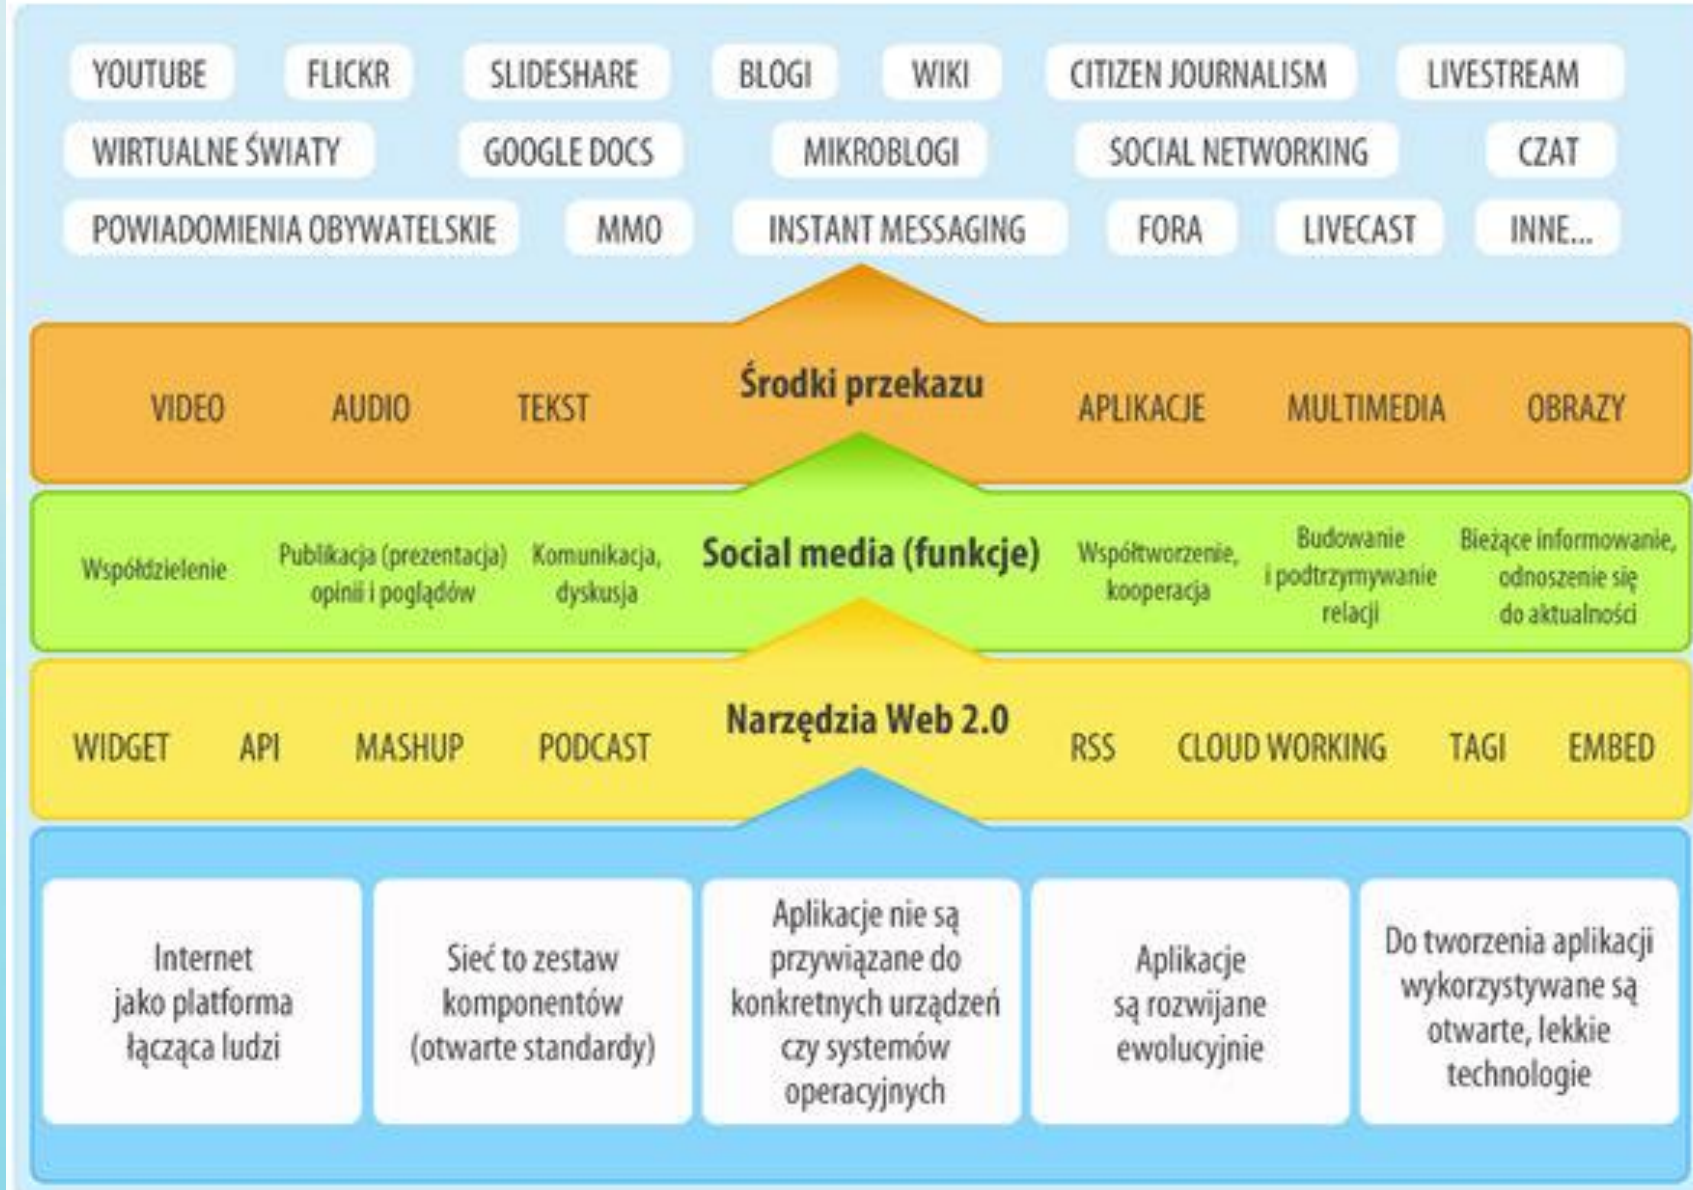 YOUTUBE FLICKR SLIDESHARE BLOGI WIKI CITIZEN JOURNALISM LIVESTREAM
WIRTUALNE ŚWIATY GOOGLE DOCS MIKROBLOGI SOCIAL NETWORKING CZAT
POWIADOMIENIA OBYWATELSKIE MMO INSTANT MESSAGING FORA LIVECAST INNE...
Środki przekazu
VIDEO AUDIO TEKST APLIKACJE MULTIMEDIA OBRAZY
Social media (funkcje)
Współdzielenie
Publikacja (prezentacja)
opinii i poglądów
Komunikacja,
dyskusja
Współtworzenie,
kooperacja
Budowanie
i podtrzymywanie
relacji
Bieżące informowanie,
odnoszenie się
do aktualności
Narzędzia Web 2.0
WIDGET API MASHUP PODCAST RSS CLOUD WORKING TAGI EMBED
Internet
jako platforma
łącząca ludzi
Sieć to zestaw
komponentów
(otwarte standardy)
Aplikacje nie są
przywiązane do
konkretnych urządzeń
czy systemów
operacyjnych
Aplikacje
są rozwijane
ewolucyjnie
Do tworzenia aplikacji
wykorzystywane są
otwarte, lekkie
technologie